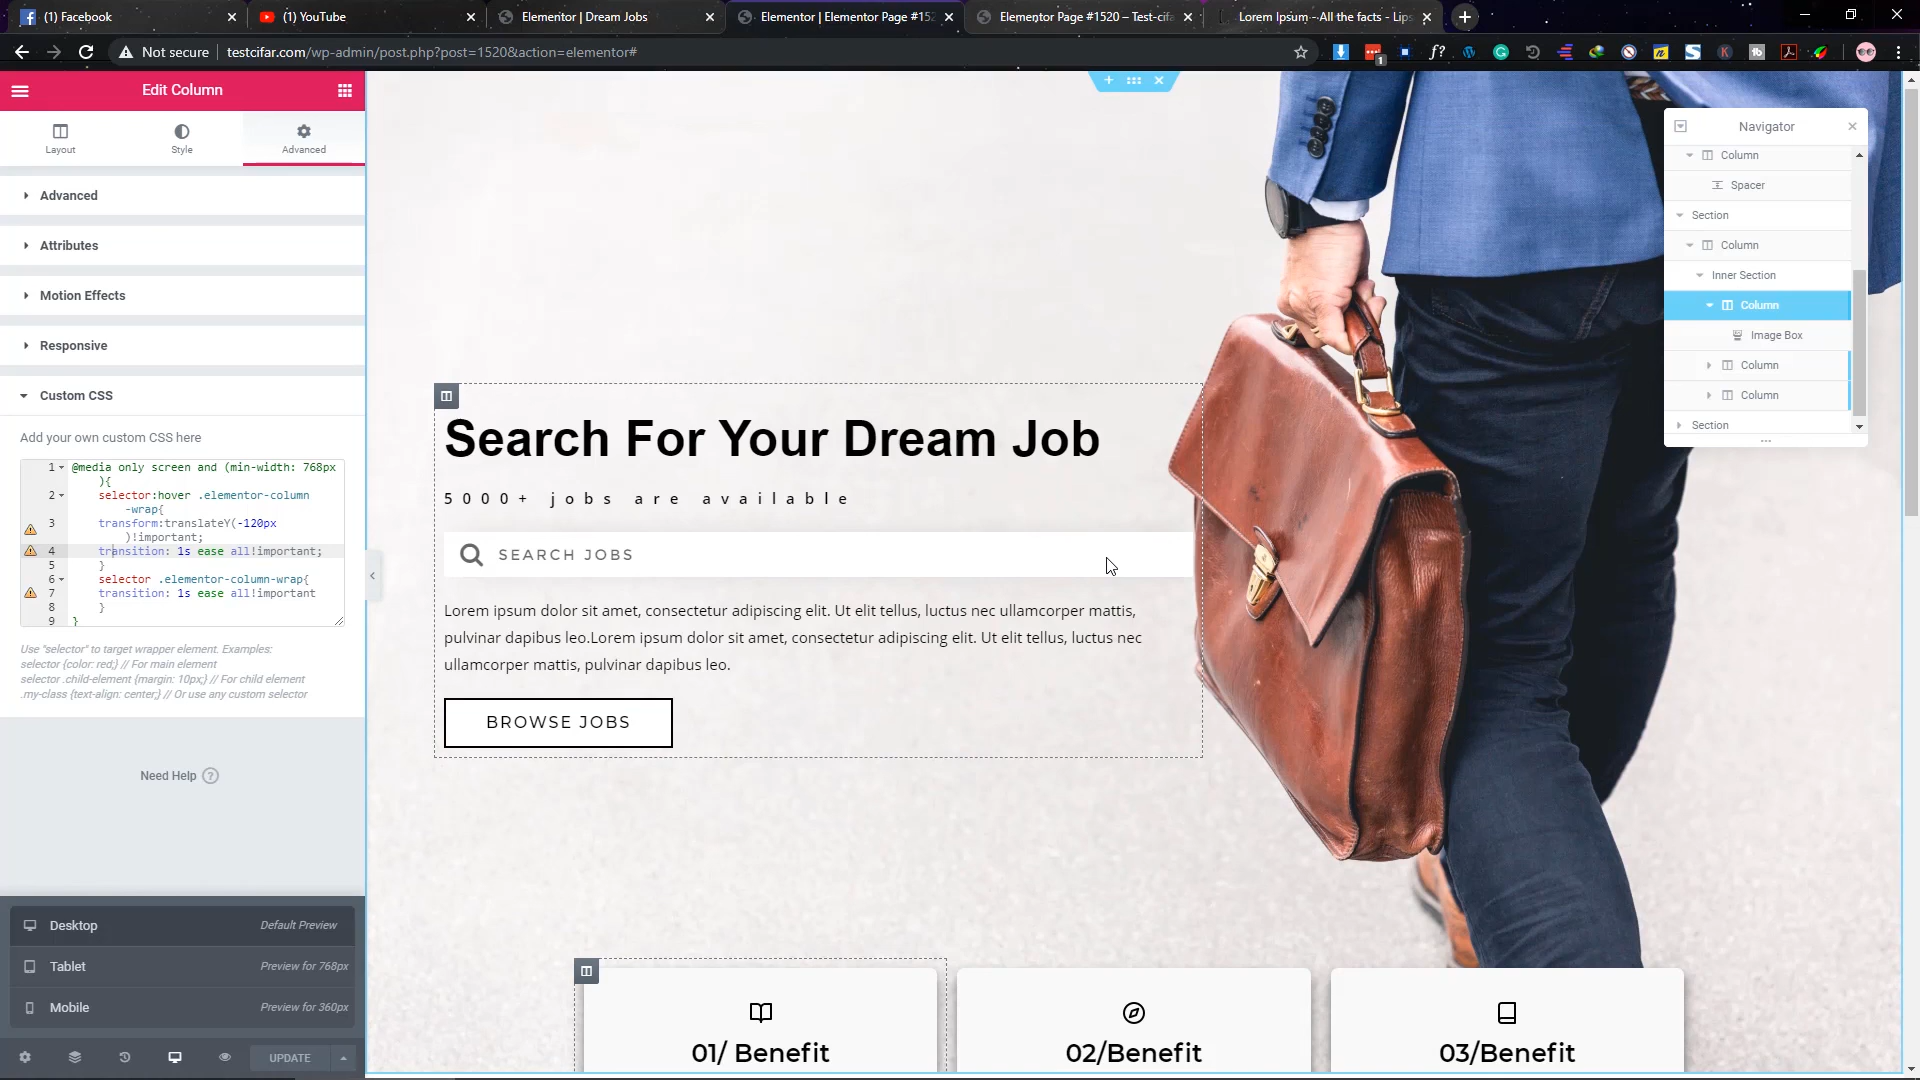 (1) Facebook
(1) YouTube
Elementor | Dream Jobs
Elementor | Elementor Page #152
Elementor Page #1520 – Test-cifa
Lorem Ipsum - All the facts - Lips
Not secure
testcifar.com/wp-admin/post.php?post=1520&action=elementor#
Edit Column
Layout
Style
Advanced
Advanced
Attributes
Motion Effects
Responsive
Custom CSS
Add your own custom CSS here
1 @media only screen and (min-width: 768px
){
2 selector:hover .elementor-column
-wrap{
3 transform:translateY(-120px
)!important;
4 transition: 1s ease all!important;
5 }
6 selector .elementor-column-wrap{
7 transition: 1s ease all!important
8 }
9 }
Use "selector" to target wrapper element. Examples:
selector {color: red;} // For main element
selector .child-element {margin: 10px;} // For child element
.my-class {text-align: center;} // Or use any custom selector
Need Help
Desktop Default Preview
Tablet Preview for 768px
Mobile Preview for 360px
UPDATE
Search For Your Dream Job
5000+ jobs are available
SEARCH JOBS
Lorem ipsum dolor sit amet, consectetur adipiscing elit. Ut elit tellus, luctus nec ullamcorper mattis,
pulvinar dapibus leo.Lorem ipsum dolor sit amet, consectetur adipiscing elit. Ut elit tellus, luctus nec
ullamcorper mattis, pulvinar dapibus leo.
BROWSE JOBS
01/ Benefit
02/Benefit
03/Benefit
Navigator
Column
Spacer
Section
Column
Inner Section
Column
Image Box
Column
Column
Section